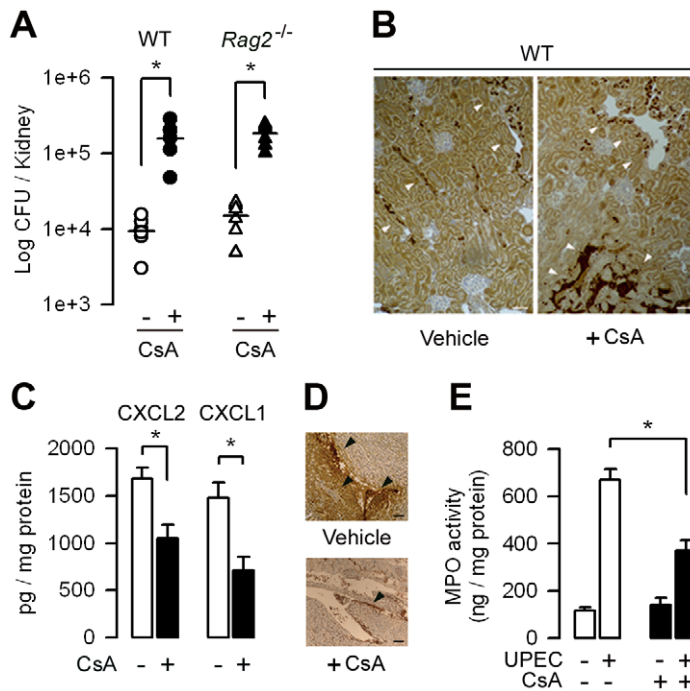 A
WT
Rag2-/-
*
*
1e+6
1e+5
1e+4
1e+3
Log CFU / Kidney
- + - +
CsA CsA
B
WT
Vehicle
+ CsA
C
CXCL2 CXCL1
*
*
2000
1500
1000
500
0
pg / mg protein
CsA - + - +
D
Vehicle
+ CsA
E
*
800
600
400
200
0
MPO activity
(ng / mg protein)
UPEC - + - +
CsA - - + +